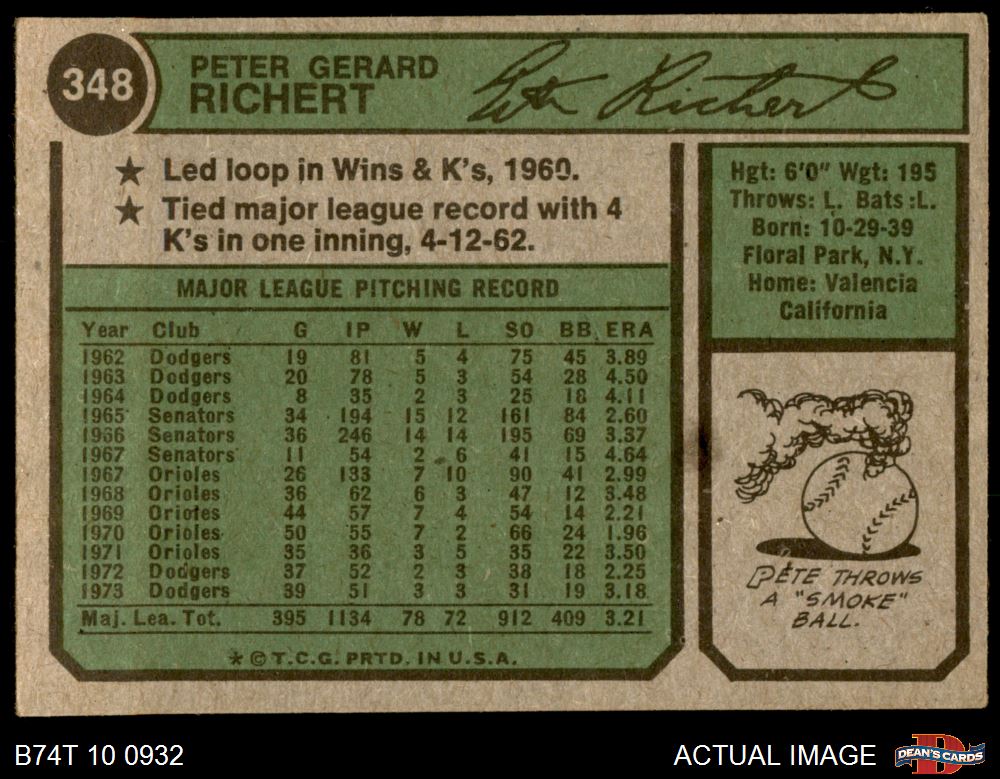 348
PETER GERARD
RICHERT
Pete Richert
★ Led loop in Wins & K's, 1960.
★ Tied major league record with 4
K's in one inning, 4-12-62.
MAJOR LEAGUE PITCHING RECORD
Year Club G IP W L SO BB ERA
1962 Dodgers 19 81 5 4 75 45 3.89
1963 Dodgers 20 78 5 3 54 28 4.50
1964 Dodgers 8 35 2 3 25 18 4.11
1965 Senators 34 194 15 12 161 84 2.60
1966 Senators 36 246 14 14 195 69 3.37
1967 Senators 11 54 2 6 41 15 4.64
1967 Orioles 26 133 7 10 90 41 2.99
1968 Orioles 36 62 6 3 47 12 3.48
1969 Orioles 44 57 7 4 54 14 2.21
1970 Orioles 50 55 7 2 66 24 1.96
1971 Orioles 35 36 3 5 35 22 3.50
1972 Dodgers 37 52 2 3 38 18 2.25
1973 Dodgers 39 51 3 3 31 19 3.18
Maj. Lea. Tot. 395 1134 78 72 912 409 3.21
★ © T.C.G. PRTD. IN U.S.A.
Hgt: 6'0" Wgt: 195
Throws: L. Bats :L.
Born: 10-29-39
Floral Park, N.Y.
Home: Valencia
California
PETE THROWS
A "SMOKE"
BALL.
B74T 10 0932
ACTUAL IMAGE
DEAN'S CARDS